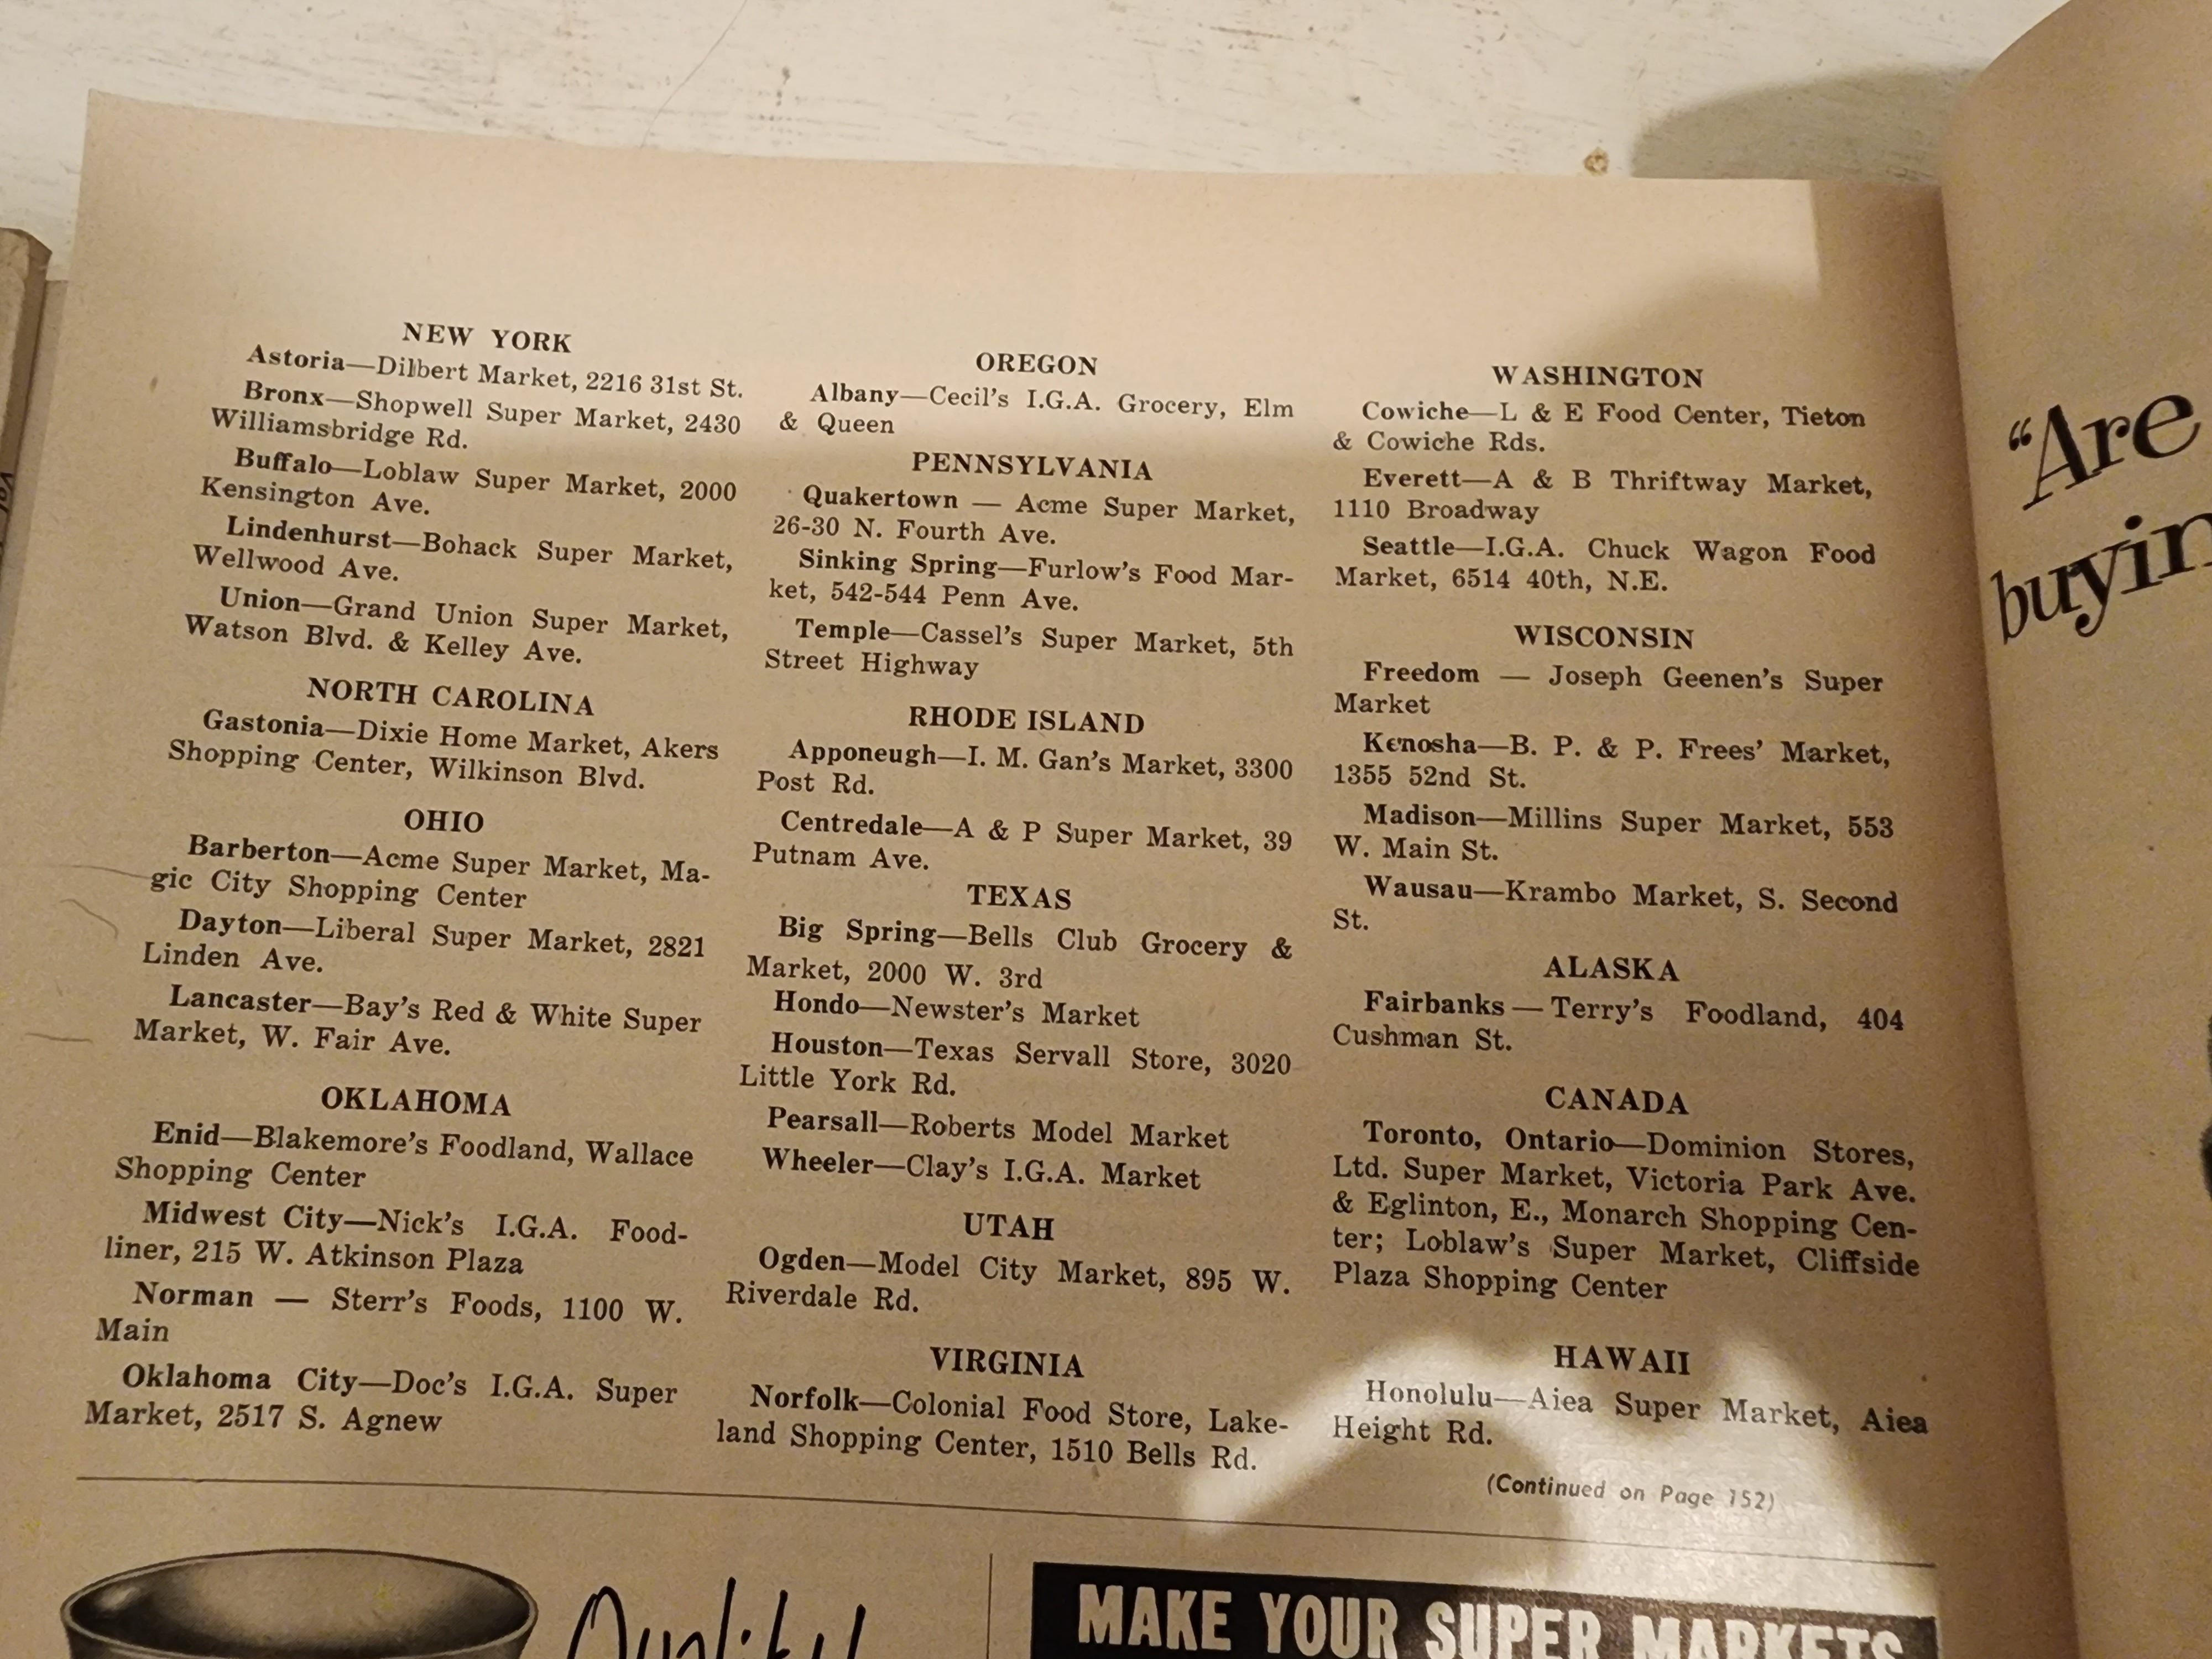 NEW YORK
Astoria—Dilbert Market, 2216 31st St.
Bronx—Shopwell Super Market, 2430
Williamsbridge Rd.
Buffalo—Loblaw Super Market, 2000
Kensington Ave.
Lindenhurst—Bohack Super Market,
Wellwood Ave.
Union—Grand Union Super Market,
Watson Blvd. & Kelley Ave.
NORTH CAROLINA
Gastonia—Dixie Home Market, Akers
Shopping Center, Wilkinson Blvd.
OHIO
Barberton—Acme Super Market, Ma-
gic City Shopping Center
Dayton—Liberal Super Market, 2821
Linden Ave.
Lancaster—Bay's Red & White Super
Market, W. Fair Ave.
OKLAHOMA
Enid—Blakemore's Foodland, Wallace
Shopping Center
Midwest City—Nick's I.G.A. Food-
liner, 215 W. Atkinson Plaza
Norman — Sterr's Foods, 1100 W.
Main
Oklahoma City—Doc's I.G.A. Super
Market, 2517 S. Agnew
OREGON
Albany—Cecil's I.G.A. Grocery, Elm
& Queen
PENNSYLVANIA
Quakertown — Acme Super Market,
26-30 N. Fourth Ave.
Sinking Spring—Furlow's Food Mar-
ket, 542-544 Penn Ave.
Temple—Cassel's Super Market, 5th
Street Highway
RHODE ISLAND
Apponeugh—I. M. Gan's Market, 3300
Post Rd.
Centredale—A & P Super Market, 39
Putnam Ave.
TEXAS
Big Spring—Bells Club Grocery &
Market, 2000 W. 3rd
Hondo—Newster's Market
Houston—Texas Servall Store, 3020
Little York Rd.
Pearsall—Roberts Model Market
Wheeler—Clay's I.G.A. Market
UTAH
Ogden—Model City Market, 895 W.
Riverdale Rd.
VIRGINIA
Norfolk—Colonial Food Store, Lake-
land Shopping Center, 1510 Bells Rd.
WASHINGTON
Cowiche—L & E Food Center, Tieton
& Cowiche Rds.
Everett—A & B Thriftway Market,
1110 Broadway
Seattle—I.G.A. Chuck Wagon Food
Market, 6514 40th, N.E.
WISCONSIN
Freedom — Joseph Geenen's Super
Market
Kenosha—B. P. & P. Frees' Market,
1355 52nd St.
Madison—Millins Super Market, 553
W. Main St.
Wausau—Krambo Market, S. Second
St.
ALASKA
Fairbanks — Terry's Foodland, 404
Cushman St.
CANADA
Toronto, Ontario—Dominion Stores,
Ltd. Super Market, Victoria Park Ave.
& Eglinton, E., Monarch Shopping Cen-
ter; Loblaw's Super Market, Cliffside
Plaza Shopping Center
HAWAII
Honolulu—Aiea Super Market, Aiea
Height Rd.
(Continued on Page 152)
Quality
MAKE YOUR SUPER MARKETS
“Are
buyin